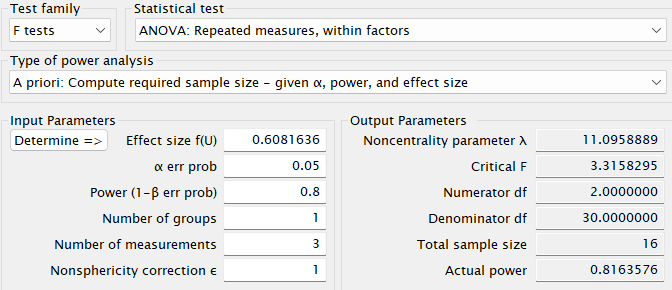 Test family Statistical test
F tests ANOVA: Repeated measures, within factors
Type of power analysis
A priori: Compute required sample size – given α, power, and effect size
Input Parameters Output Parameters
Determine => Effect size f(U) 0.6081636 Noncentrality parameter λ 11.0958889
α err prob 0.05 Critical F 3.3158295
Power (1-β err prob) 0.8 Numerator df 2.0000000
Number of groups 1 Denominator df 30.0000000
Number of measurements 3 Total sample size 16
Nonsphericity correction ϵ 1 Actual power 0.8163576